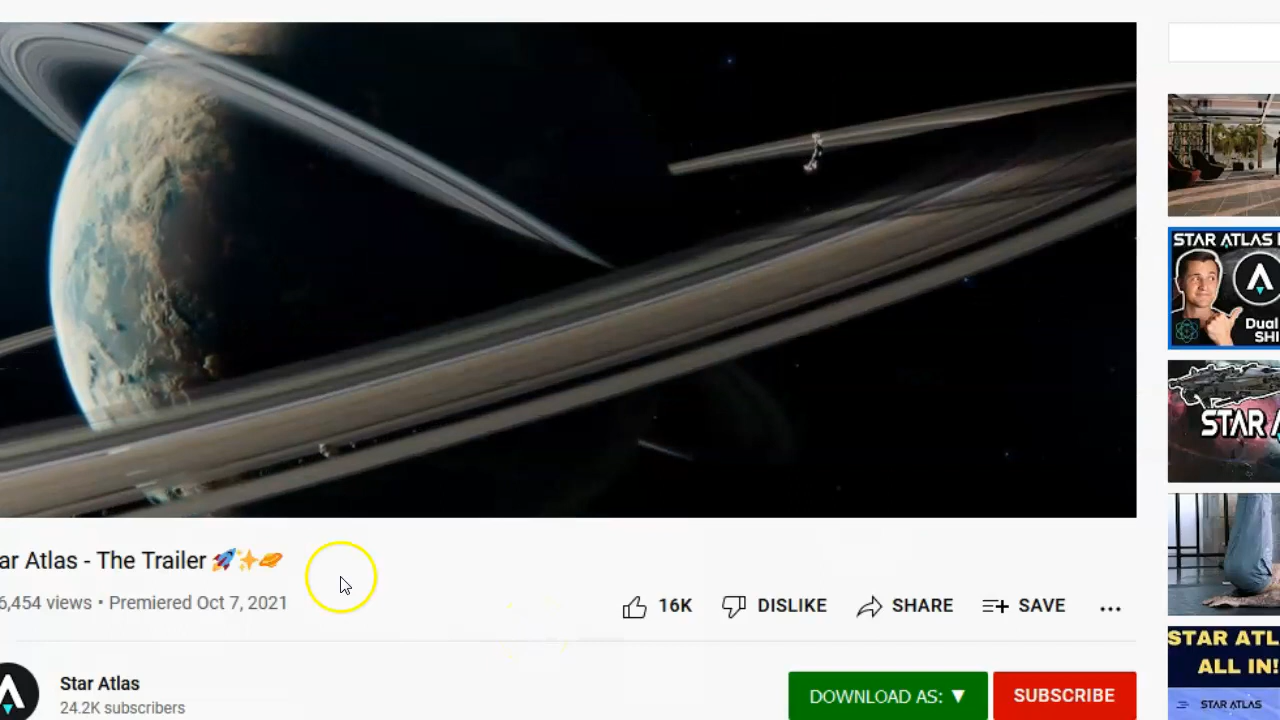 ar Atlas - The Trailer 🚀✨🪐
6,454 views • Premiered Oct 7, 2021
16K
DISLIKE
SHARE
SAVE
Star Atlas
24.2K subscribers
DOWNLOAD AS: ▼
SUBSCRIBE
STAR ATLAS
Dual
SHI
STAR A
STAR ATL
ALL IN!
STAR ATLAS